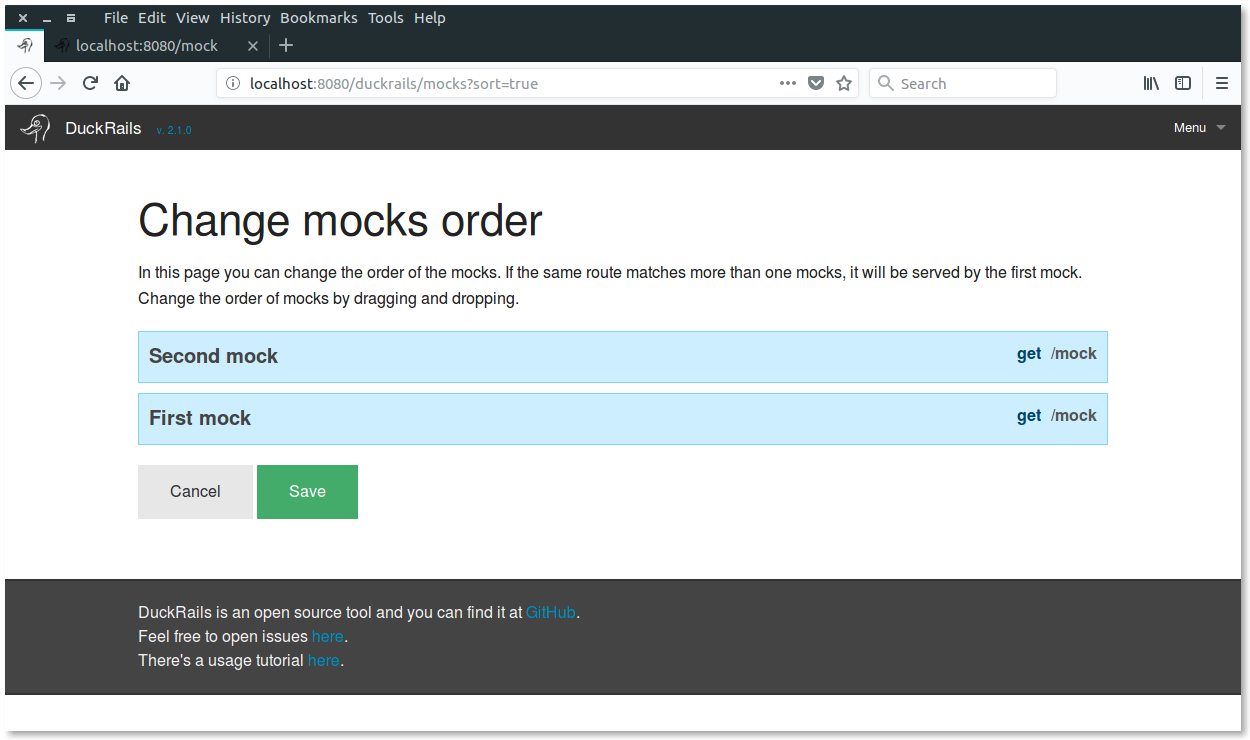 File Edit View History Bookmarks Tools Help
localhost:8080/mock
localhost:8080/duckrails/mocks?sort=true
Search
DuckRails v. 2.1.0
Menu
Change mocks order
In this page you can change the order of the mocks. If the same route matches more than one mocks, it will be served by the first mock.
Change the order of mocks by dragging and dropping.
Second mock get /mock
First mock get /mock
Cancel Save
DuckRails is an open source tool and you can find it at GitHub.
Feel free to open issues here.
There's a usage tutorial here.